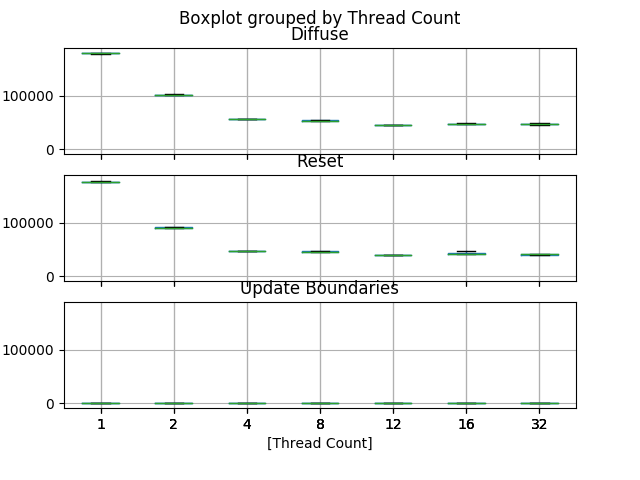 Boxplot grouped by Thread Count
Diffuse
100000
0
Reset
100000
0
Update Boundaries
100000
0
1 2 4 8 12 16 32
[Thread Count]